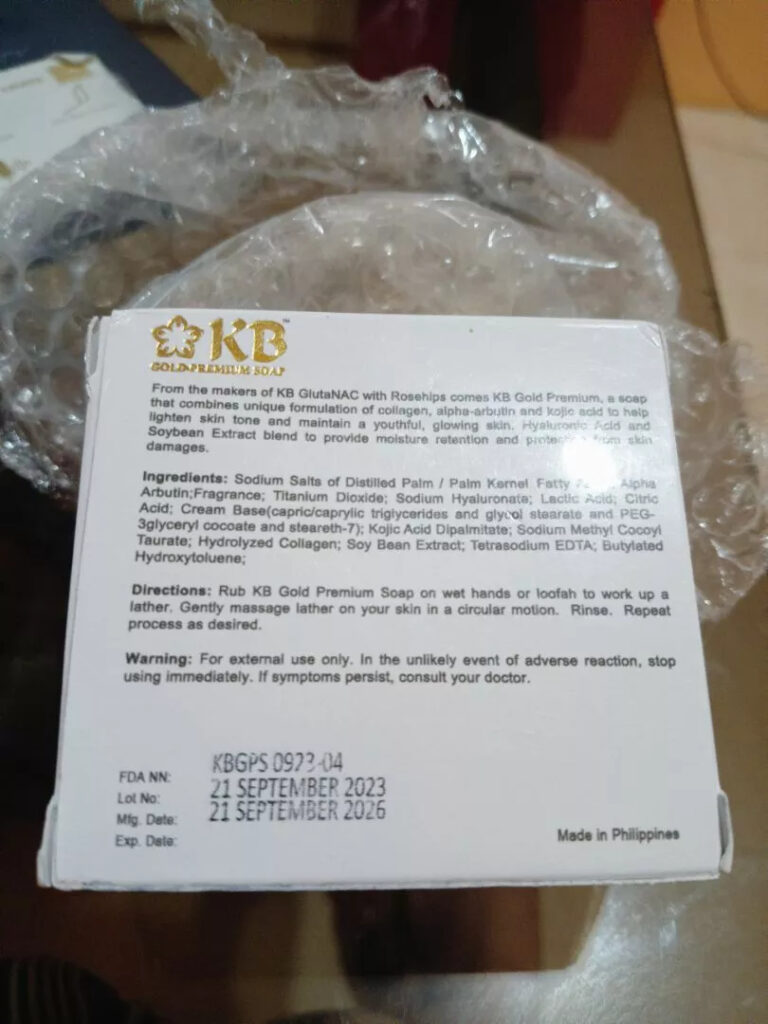 KB™
GOLD PREMIUM SOAP
From the makers of KB GlutaNAC with Rosehips comes KB Gold Premium, a soap
that combines unique formulation of collagen, alpha-arbutin and kojic acid to help
lighten skin tone and maintain a youthful, glowing skin. Hyaluronic Acid and
Soybean Extract blend to provide moisture retention and from skin
damages.
Ingredients: Sodium Salts of Distilled Palm / Palm Kernel Fatty Alpha
Arbutin;Fragrance; Titanium Dioxide; Sodium Hyaluronate; Lactic Acid; Citric
Acid; Cream Base(capric/caprylic triglycerides and glycol stearate and PEG-
3glyceryl cocoate and steareth-7); Kojic Acid Dipalmitate; Sodium Methyl Cocoyl
Taurate; Hydrolyzed Collagen; Soy Bean Extract; Tetrasodium EDTA; Butylated
Hydroxytoluene;
Directions: Rub KB Gold Premium Soap on wet hands or loofah to work up a
lather. Gently massage lather on your skin in a circular motion. Rinse. Repeat
process as desired.
Warning: For external use only. In the unlikely event of adverse reaction, stop
using immediately. If symptoms persist, consult your doctor.
KBGPS 0923-04
FDA NN:
21 SEPTEMBER 2023
Lot No:
21 SEPTEMBER 2026
Mfg. Date:
Exp. Date:
Made in Philippines